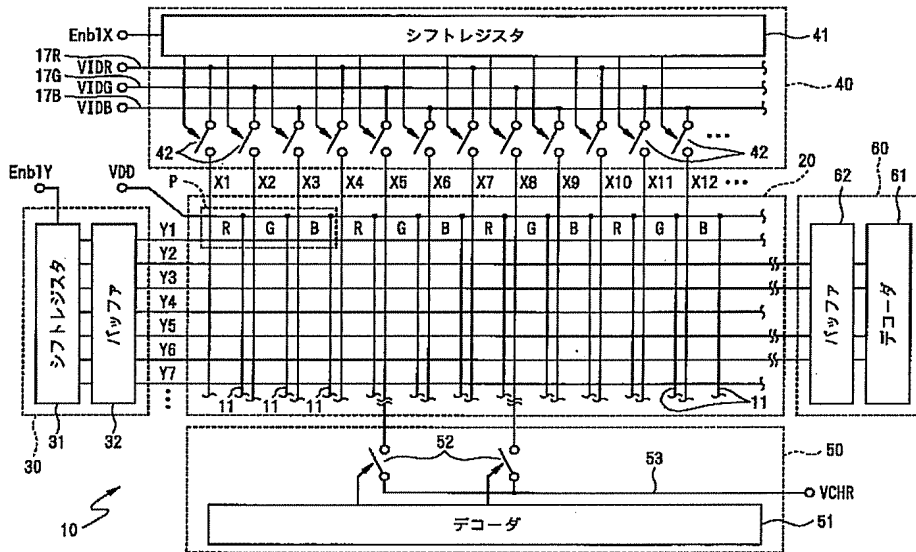 EnblX
シフトレジスタ
41
17R
VIDR
17G
VIDG
17B
VIDB
40
42
42
EnblY
VDD
P
X1 X2 X3 X4 X5 X6 X7 X8 X9 X10 X11 X12 ···
20
60
62
61
Y1
R G B R G B R G B R G B
Y2
Y3
Y4
Y5
Y6
Y7
シフトレジスタ
バッファ
バッファ
デコーダ
11 11 11 11
31
32
30
52
50
53
VCHR
デコーダ
51
10